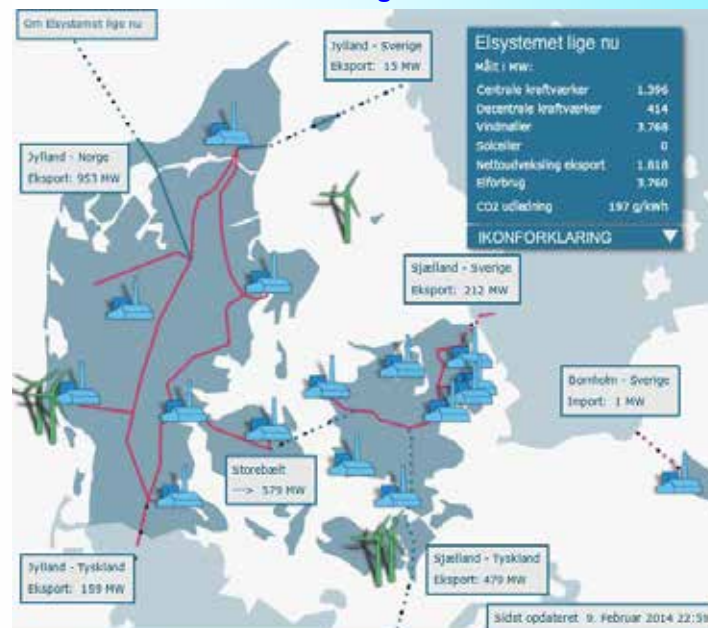 Om Elsystemet lige nu
Jylland - Sverige
Eksport: 15 MW
Elsystemet lige nu
Målt i MW:
Centrale kraftværker 1.396
Decentrale kraftværker 414
Vindmøller 3.768
Solceller 0
Nettoudveksling eksport 1.818
Elforbrug 3.760
CO2 udledning 197 g/kwh
IKONFORKLARING
Jylland - Norge
Eksport: 953 MW
Sjælland - Sverige
Eksport: 212 MW
Bornholm - Sverige
Import: 1 MW
Storebælt
---> 579 MW
Jylland - Tyskland
Eksport: 159 MW
Sjælland - Tyskland
Eksport: 479 MW
Sidst opdateret 9. Februar 2014 22:59